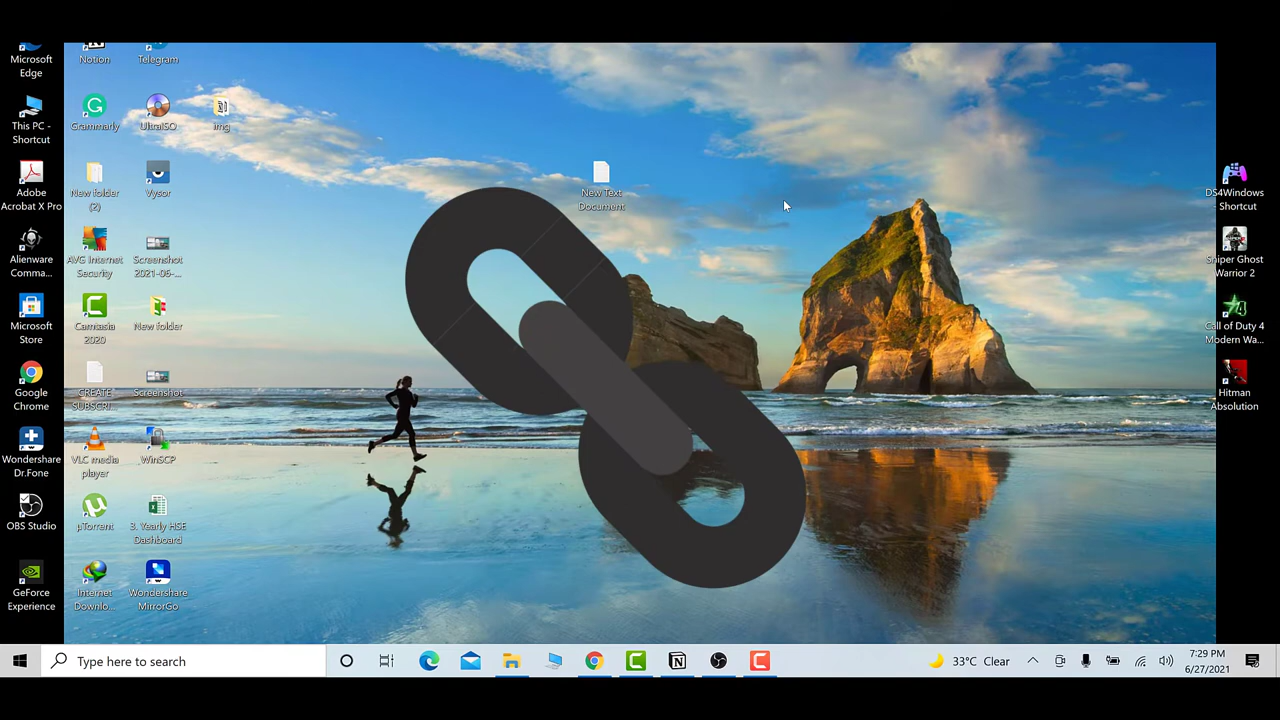 Microsoft
Edge
Notion
Telegram
This PC -
Shortcut
Grammarly
UltraISO
img
Adobe
Acrobat X Pro
New folder
(2)
Vysor
New Text
Document
DS4Windows
Shortcut
Alienware
Comma...
AVG Internet
Security
Screenshot
2021-06-...
Sniper Ghost
Warrior 2
Microsoft
Store
Camtasia
2020
New folder
Call of Duty 4
Modern Wa...
Google
Chrome
CREATE
SUBSCRI...
Screenshot
Hitman
Absolution
Wondershare
Dr.Fone
VLC media
player
WinSCP
OBS Studio
µTorrent
3. Yearly HSE
Dashboard
GeForce
Experience
Internet
Downlo...
Wondershare
MirrorGo
Type here to search
33°C Clear
7:29 PM
6/27/2021